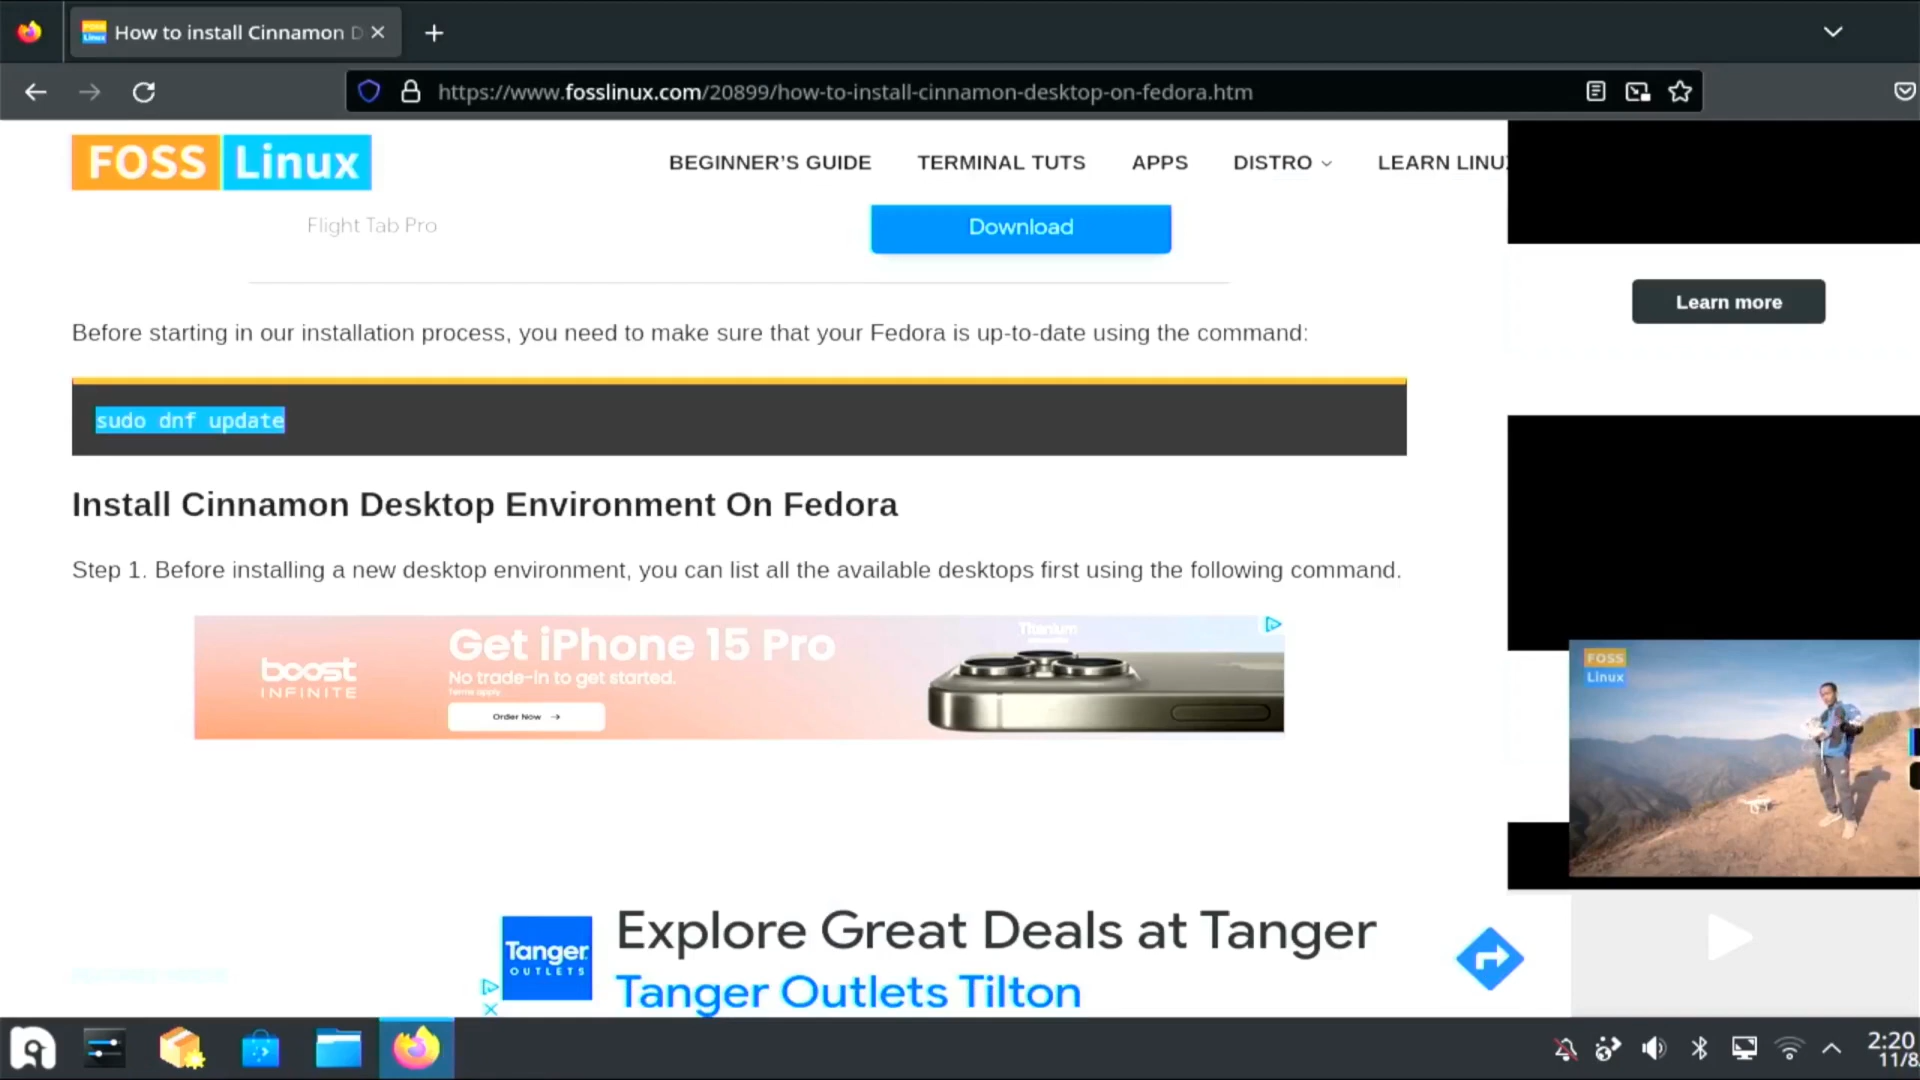 How to install Cinnamon D
https://www.fosslinux.com/20899/how-to-install-cinnamon-desktop-on-fedora.htm
FOSS Linux
BEGINNER'S GUIDE
TERMINAL TUTS
APPS
DISTRO
LEARN LINU
Flight Tab Pro
Download
Learn more
Before starting in our installation process, you need to make sure that your Fedora is up-to-date using the command:
sudo dnf update
Install Cinnamon Desktop Environment On Fedora
Step 1. Before installing a new desktop environment, you can list all the available desktops first using the following command.
boost
INFINITE
Get iPhone 15 Pro
No trade-in to get started.
Terms apply.
Order Now
Titanium
FOSS
Linux
Tanger
OUTLETS
Explore Great Deals at Tanger
Tanger Outlets Tilton
2:20
11/8